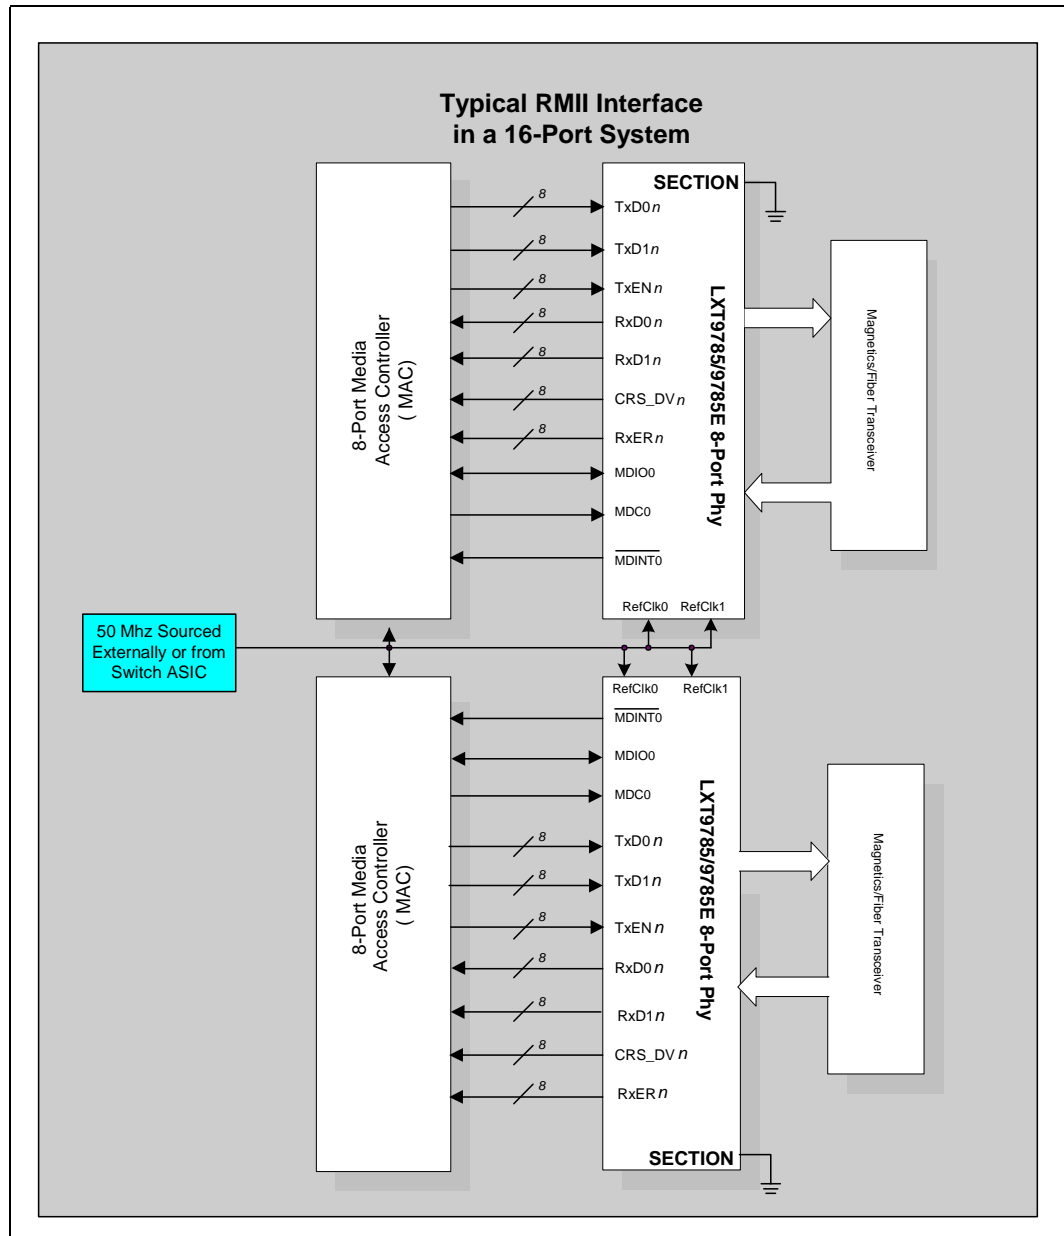 Typical RMII Interface
in a 16-Port System
SECTION
8
TxD0n
8
TxD1n
8
TxENn
8
RxD0n
8
RxD1n
8
CRS_DVn
8
RxERn
MDIO0
MDC0
MDINT0
RefClk0 RefClk1
8-Port Media
Access Controller
( MAC)
LXT9785/9785E 8-Port Phy
Magnetics/Fiber Transceiver
50 Mhz Sourced
Externally or from
Switch ASIC
RefClk0 RefClk1
MDINT0
MDIO0
MDC0
8
TxD0n
8
TxD1n
8
TxENn
8
RxD0n
8
RxD1n
8
CRS_DVn
8
RxERn
SECTION
8-Port Media
Access Controller
( MAC)
LXT9785/9785E 8-Port Phy
Magnetics/Fiber Transceiver